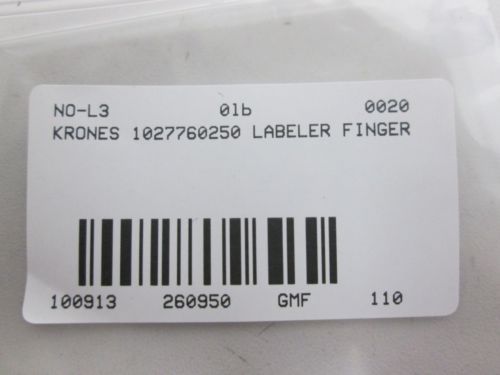 NO-L3 0lb 0020
KRONES 1027760250 LABELER FINGER
100913 260950 GMF 110